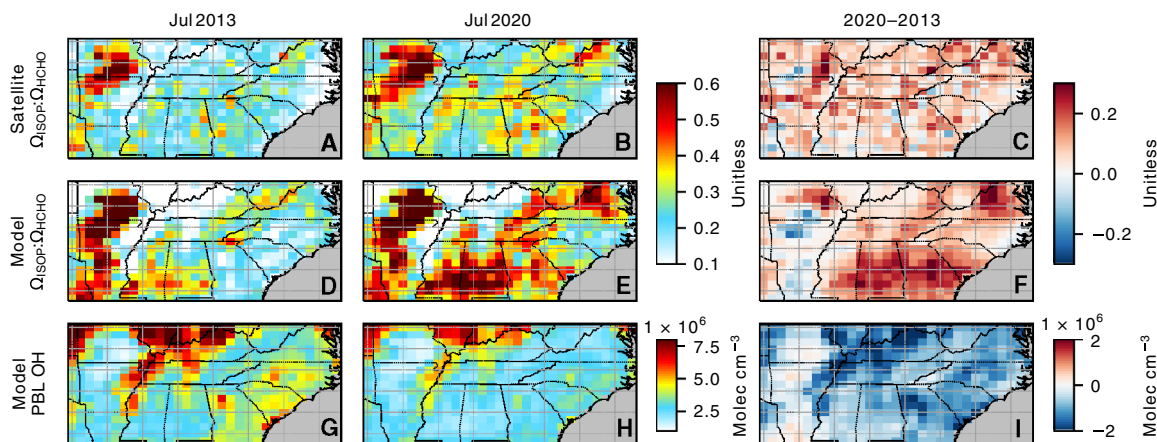 Jul 2013
Jul 2020
2020−2013
Satellite
ΩISOP:ΩHCHO
A
B
0.6
0.5
0.4
0.3
0.2
0.1
Unitless
C
0.2
0.0
−0.2
Unitless
Model
ΩISOP:ΩHCHO
D
E
F
Model
PBL OH
G
H
1 × 10⁶
7.5
5.0
2.5
Molec cm⁻³
I
1 × 10⁶
2
0
−2
Molec cm⁻³